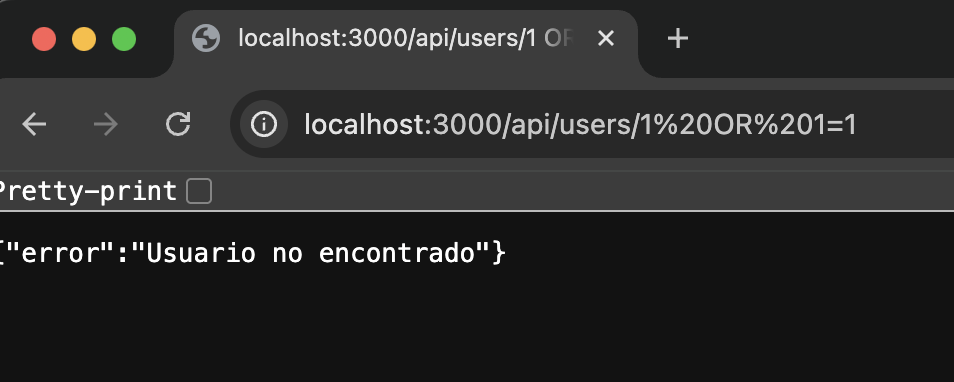 localhost:3000/api/users/1 OR
localhost:3000/api/users/1%20OR%201=1
Pretty-print
{"error":"Usuario no encontrado"}